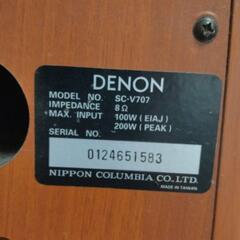 DENON
MODEL NO. SC-V707
IMPEDANCE 8Ω
MAX. INPUT 100W (EIAJ)
200W (PEAK)
SERIAL NO.
0124651583
NIPPON COLUMBIA CO. LTD.
MADE IN TAIWAN